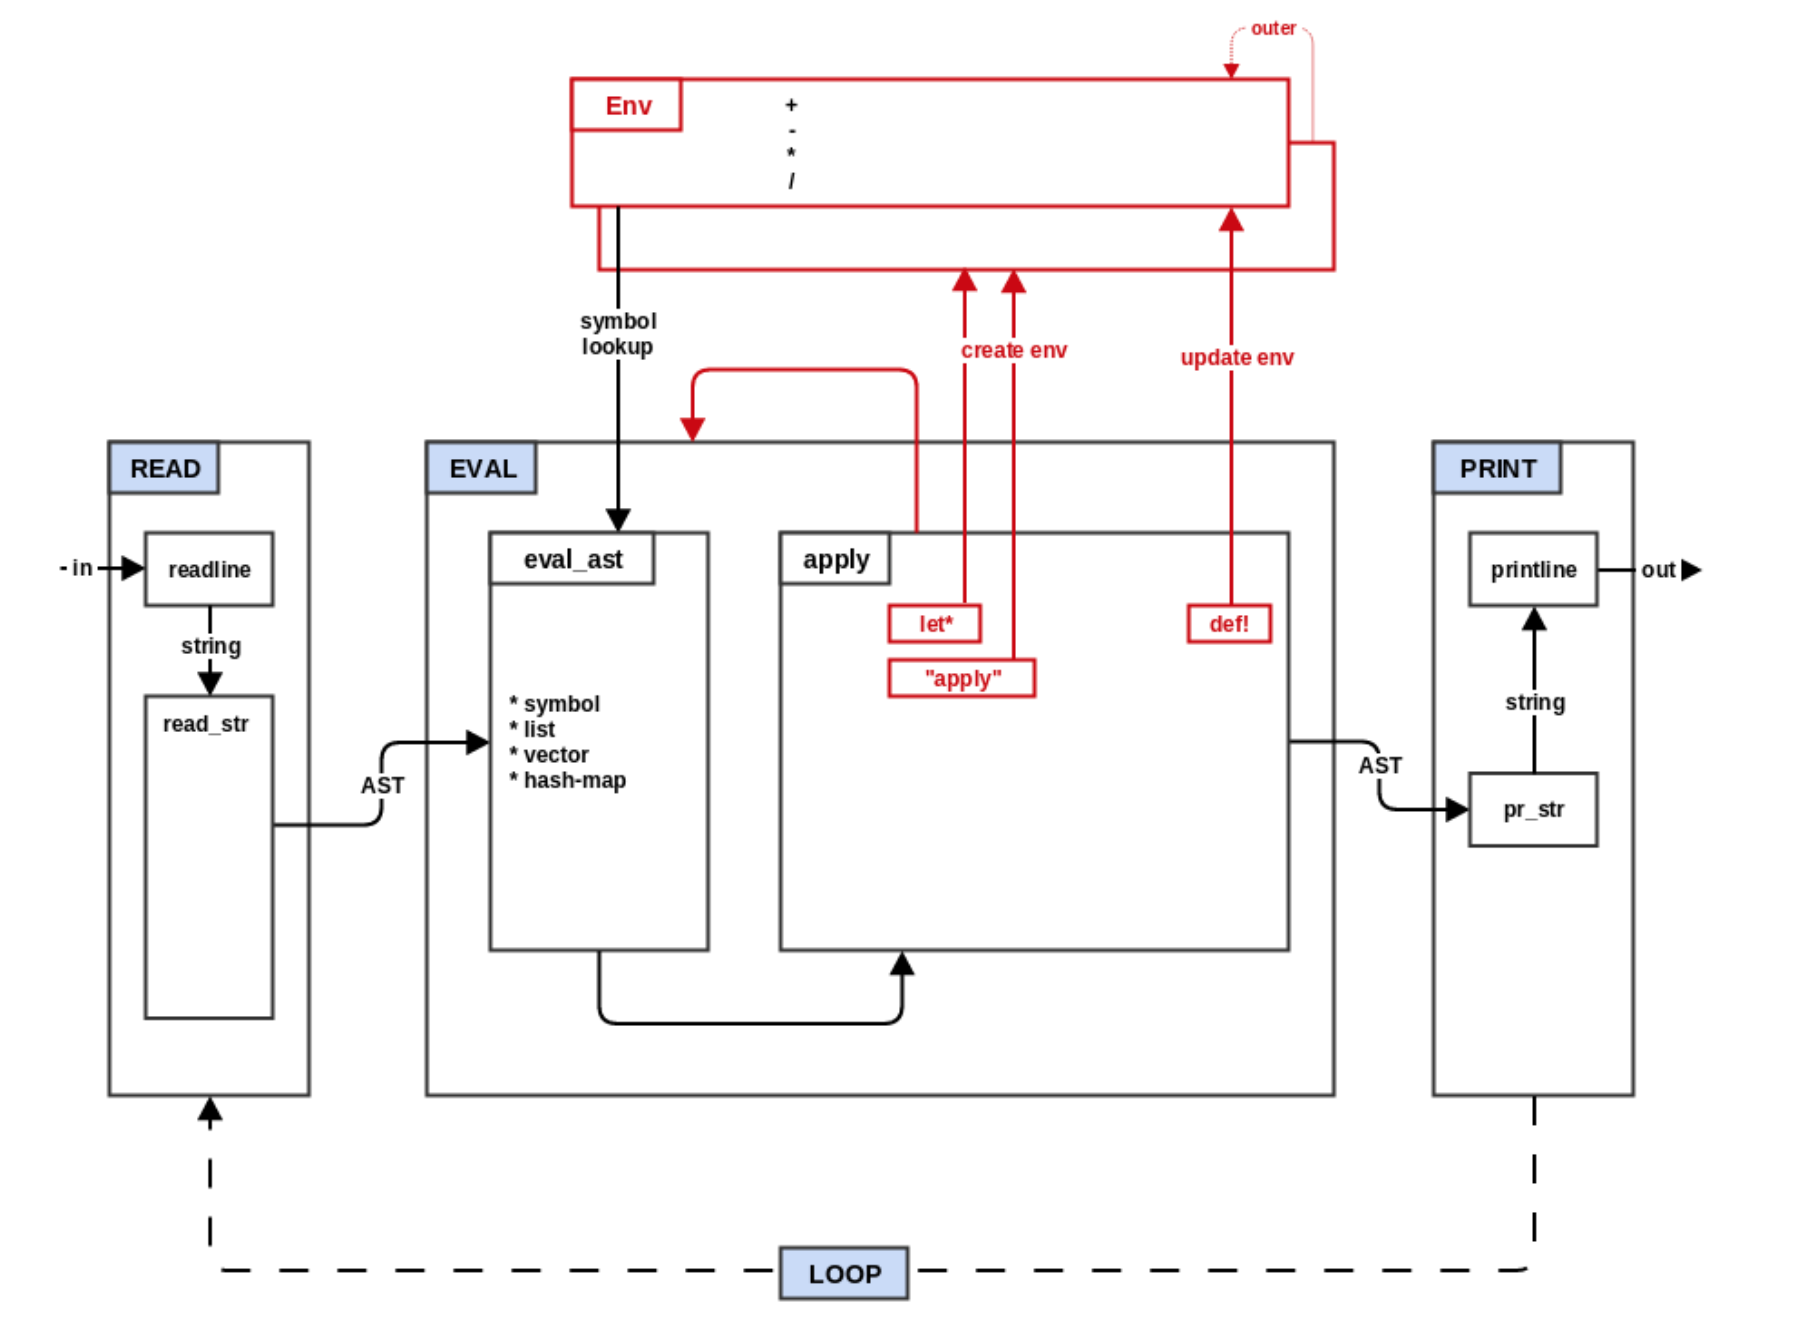 outer
Env
+
-
*
/
symbol
lookup
create env
update env
READ
EVAL
PRINT
- in
readline
string
read_str
AST
eval_ast
* symbol
* list
* vector
* hash-map
apply
let*
"apply"
def!
AST
printline
out
string
pr_str
LOOP